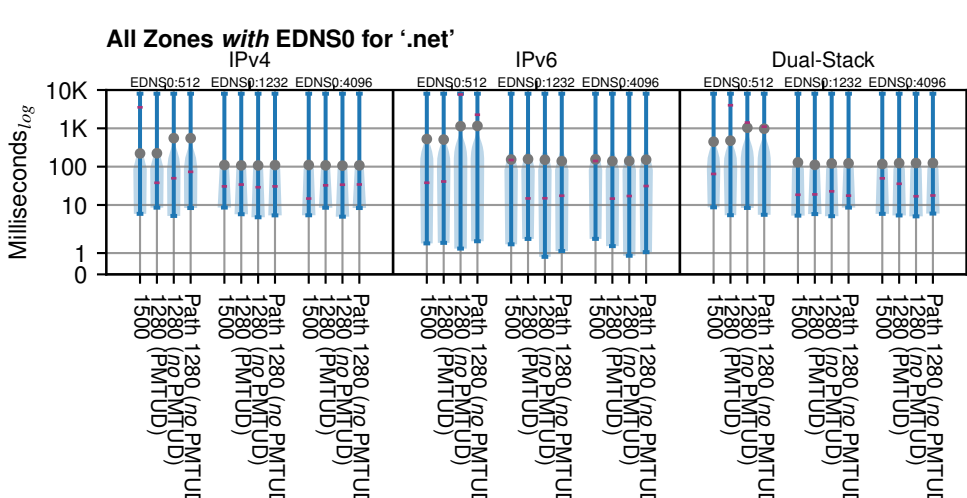 All Zones with EDNS0 for ‘.net’
IPv4
IPv6
Dual-Stack
EDNS0:512
EDNS0:1232
EDNS0:4096
EDNS0:512
EDNS0:1232
EDNS0:4096
EDNS0:512
EDNS0:1232
EDNS0:4096
Millisecondslog
10K
1K
100
10
1
0
1500
1280 (PMTUD)
1280 (no PMTUD)
Path 1280 (no PMTUD
1500
1280 (PMTUD)
1280 (no PMTUD)
Path 1280 (no PMTUD
1500
1280 (PMTUD)
1280 (no PMTUD)
Path 1280 (no PMTUD
1500
1280 (PMTUD)
1280 (no PMTUD)
Path 1280 (no PMTUD
1500
1280 (PMTUD)
1280 (no PMTUD)
Path 1280 (no PMTUD
1500
1280 (PMTUD)
1280 (no PMTUD)
Path 1280 (no PMTUD
1500
1280 (PMTUD)
1280 (no PMTUD)
Path 1280 (no PMTUD
1500
1280 (PMTUD)
1280 (no PMTUD)
Path 1280 (no PMTUD
1500
1280 (PMTUD)
1280 (no PMTUD)
Path 1280 (no PMTUD